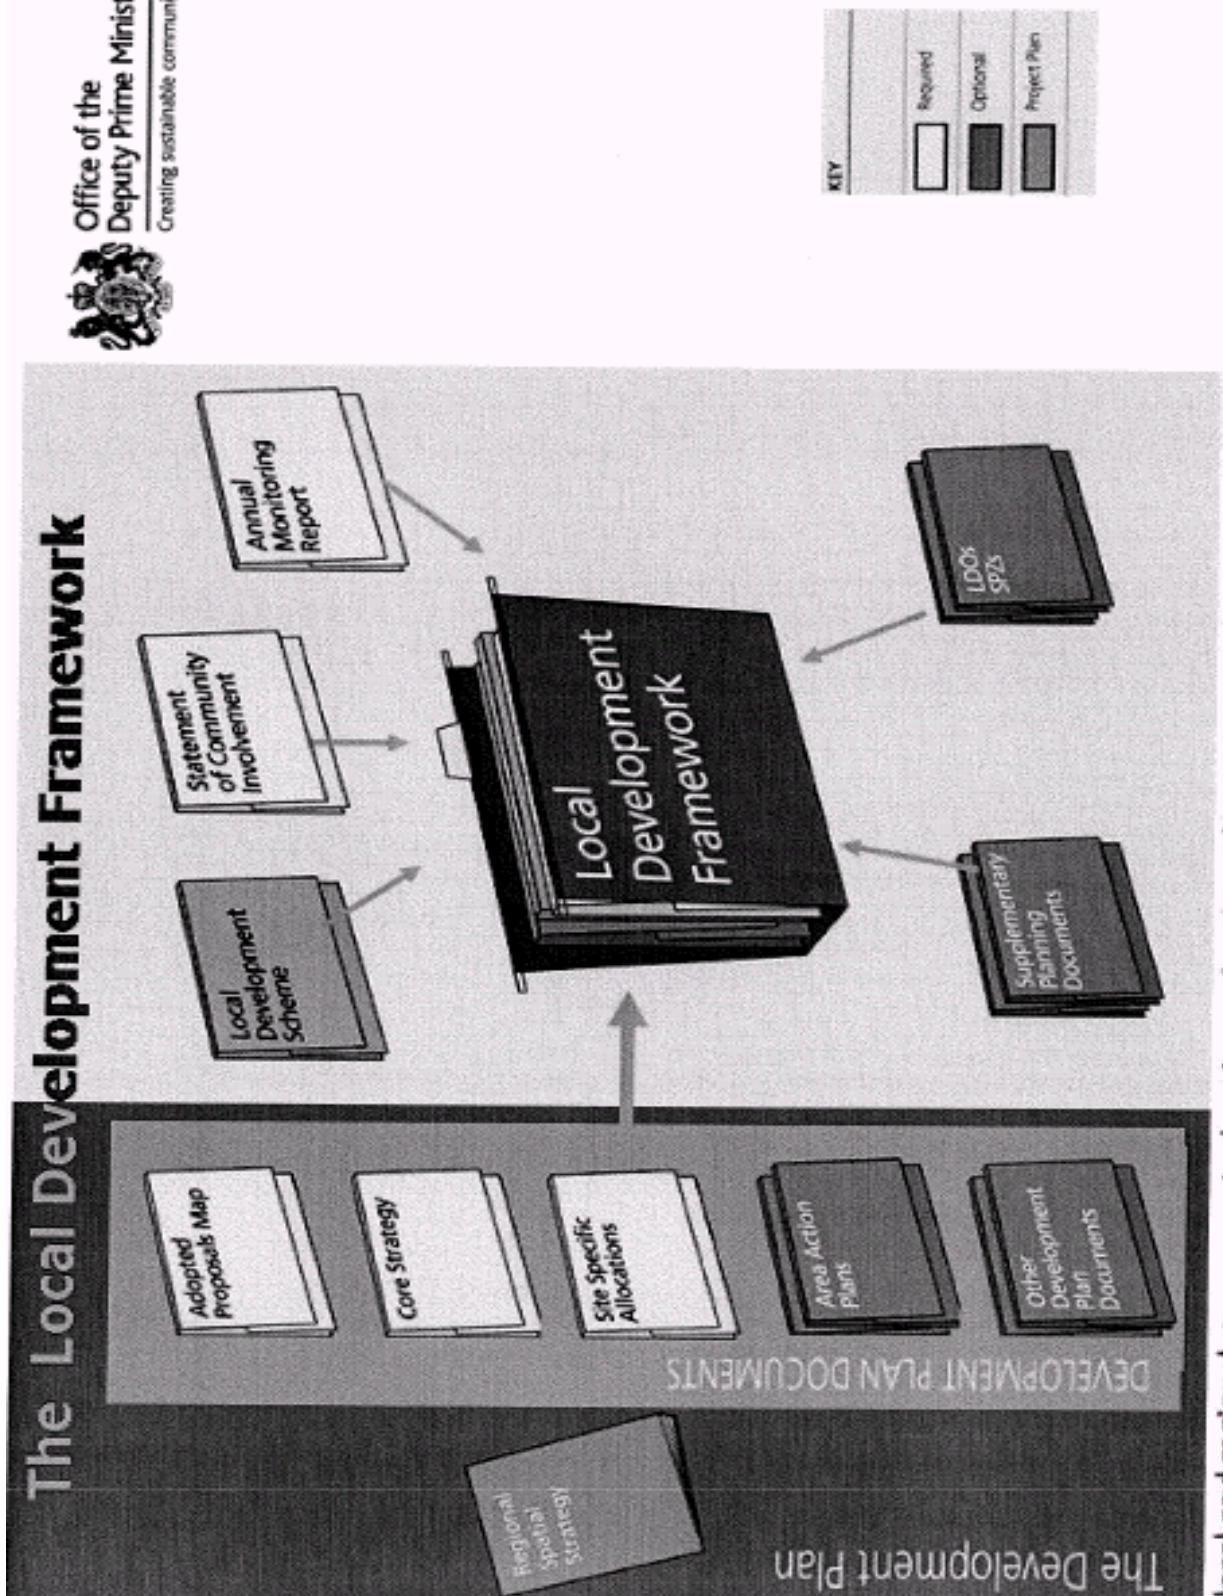 The Local Development Framework
Office of the
Deputy Prime Minist
Creating sustainable communi
The Development Plan
Regional
Spatial
Strategy
DEVELOPMENT PLAN DOCUMENTS
Adopted
Proposals Map
Core Strategy
Site Specific
Allocations
Area Action
Plans
Other
Development
Plan
Documents
Local
Development
Scheme
Statement
of Community
Involvement
Annual
Monitoring
Report
Local
Development
Framework
Supplementary
Planning
Documents
LDOs
SPZs
KEY
Required
Optional
Project Plan